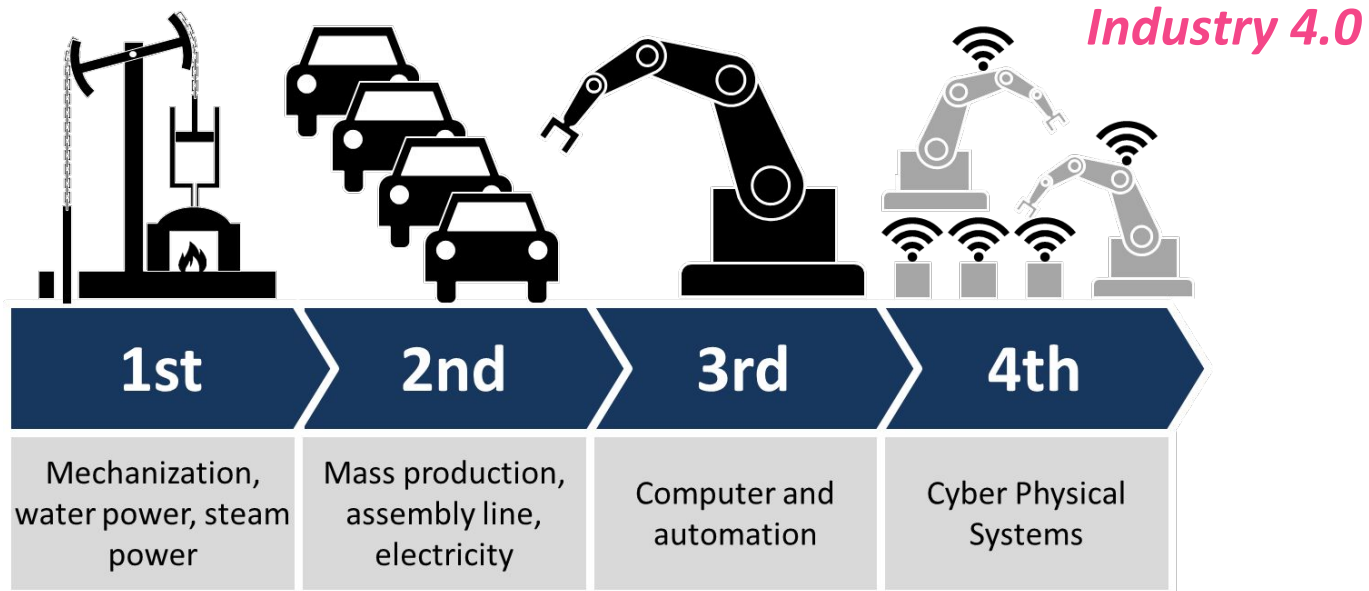 Industry 4.0
1st
2nd
3rd
4th
Mechanization,
water power, steam
power
Mass production,
assembly line,
electricity
Computer and
automation
Cyber Physical
Systems